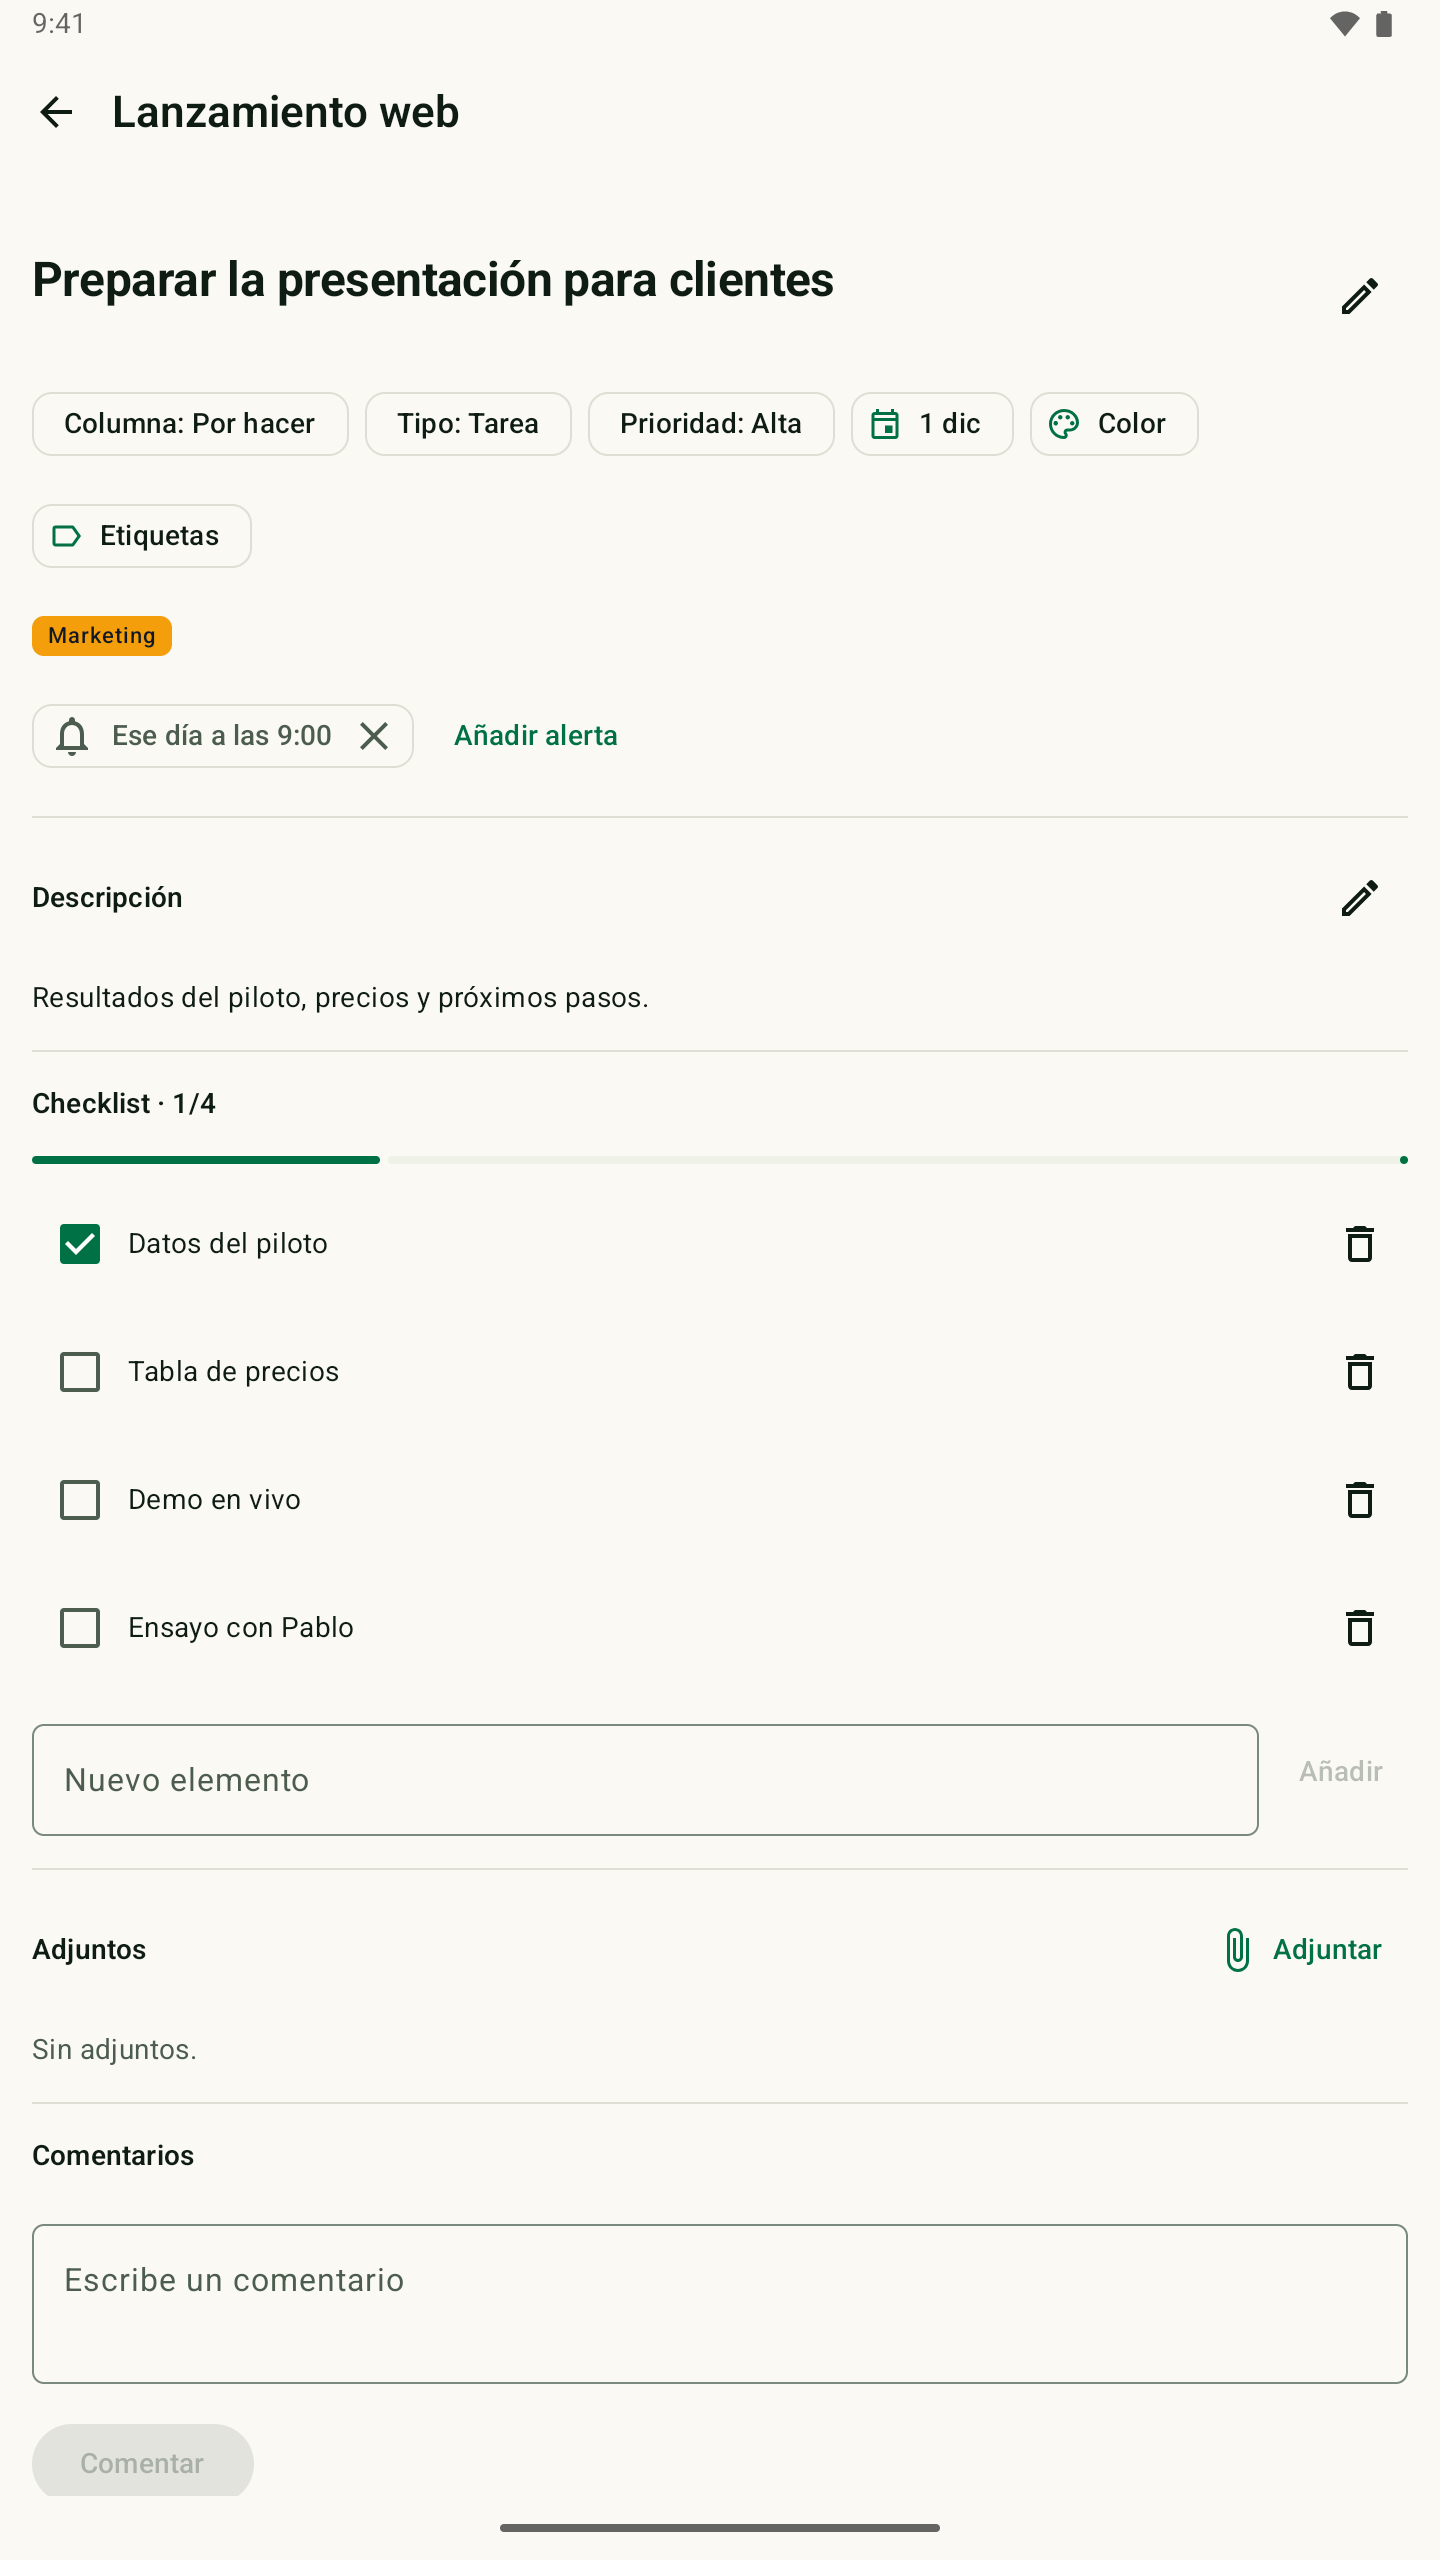 9:41
Lanzamiento web
Preparar la presentación para clientes
Columna: Por hacer
Tipo: Tarea
Prioridad: Alta
1 dic
Color
Etiquetas
Marketing
Ese día a las 9:00
Añadir alerta
Descripción
Resultados del piloto, precios y próximos pasos.
Checklist · 1/4
Datos del piloto
Tabla de precios
Demo en vivo
Ensayo con Pablo
Nuevo elemento
Añadir
Adjuntos
Adjuntar
Sin adjuntos.
Comentarios
Escribe un comentario
Comentar